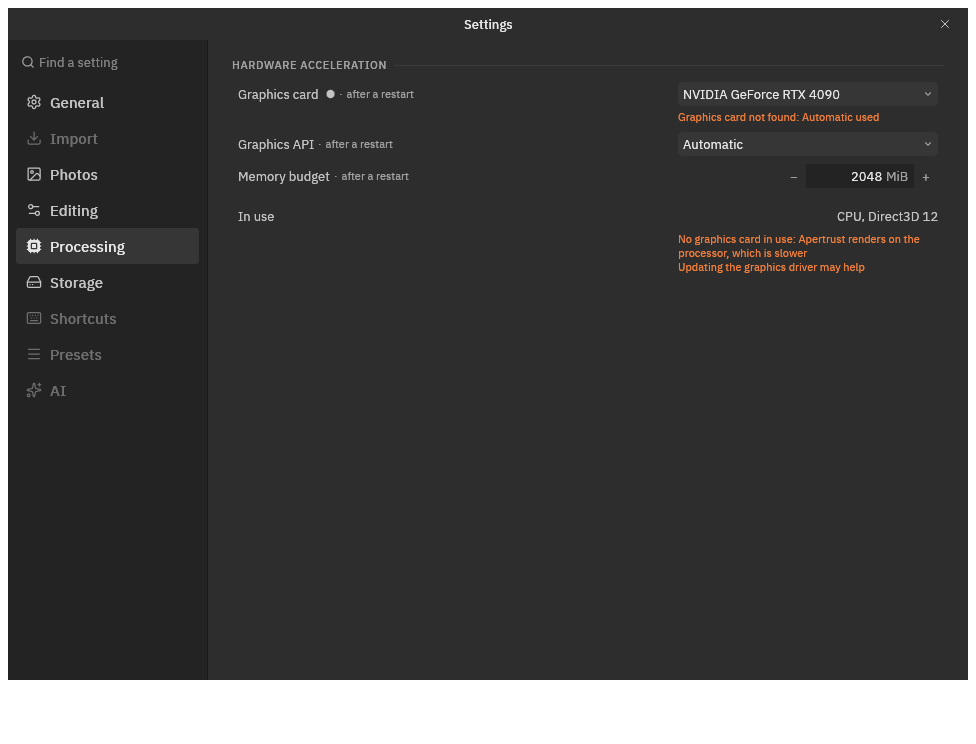 Settings
Find a setting
General
Import
Photos
Editing
Processing
Storage
Shortcuts
Presets
AI
HARDWARE ACCELERATION
Graphics card · after a restart
NVIDIA GeForce RTX 4090
Graphics card not found: Automatic used
Graphics API · after a restart
Automatic
Memory budget · after a restart
− 2048 MiB +
In use
CPU, Direct3D 12
No graphics card in use: Apertrust renders on the
processor, which is slower
Updating the graphics driver may help